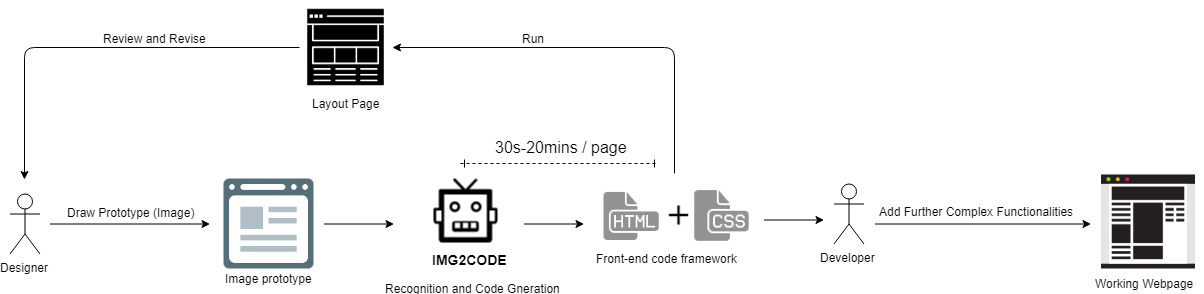 Review and Revise
Run
Layout Page
30s-20mins / page
Draw Prototype (Image)
HTML
CSS
Add Further Complex Functionalities
Designer
Image prototype
IMG2CODE
Front-end code framework
Developer
Working Webpage
Recognition and Code Gneration